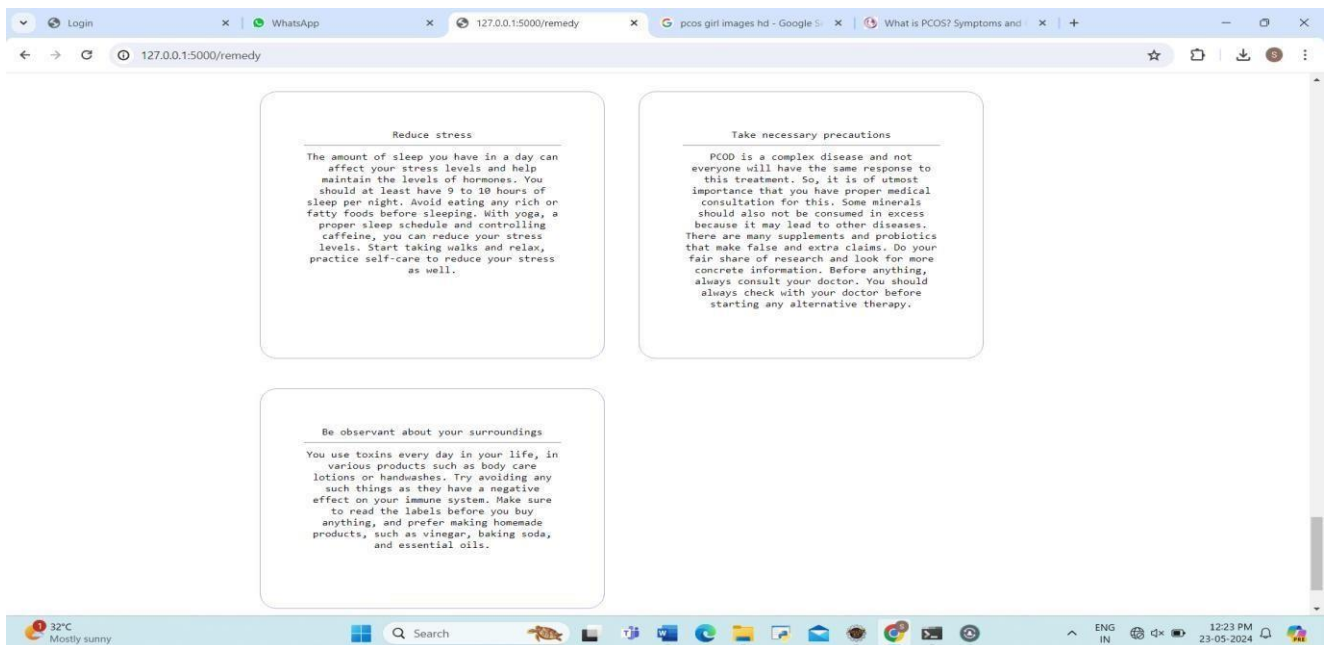 Login
WhatsApp
127.0.0.1:5000/remedy
pcos girl images hd - Google S
What is PCOS? Symptoms and
127.0.0.1:5000/remedy
S
Reduce stress
The amount of sleep you have in a day can
affect your stress levels and help
maintain the levels of hormones. You
should at least have 9 to 10 hours of
sleep per night. Avoid eating any rich or
fatty foods before sleeping. With yoga, a
proper sleep schedule and controlling
caffeine, you can reduce your stress
levels. Start taking walks and relax,
practice self-care to reduce your stress
as well.
Take necessary precautions
PCOD is a complex disease and not
everyone will have the same response to
this treatment. So, it is of utmost
importance that you have proper medical
consultation for this. Some minerals
should also not be consumed in excess
because it may lead to other diseases.
There are many supplements and probiotics
that make false and extra claims. Do your
fair share of research and look for more
concrete information. Before anything,
always consult your doctor. You should
always check with your doctor before
starting any alternative therapy.
Be observant about your surroundings
You use toxins every day in your life, in
various products such as body care
lotions or handwashes. Try avoiding any
such things as they have a negative
effect on your immune system. Make sure
to read the labels before you buy
anything, and prefer making homemade
products, such as vinegar, baking soda,
and essential oils.
1
32°C
Mostly sunny
Search
ENG
IN
12:23 PM
23-05-2024
PRE